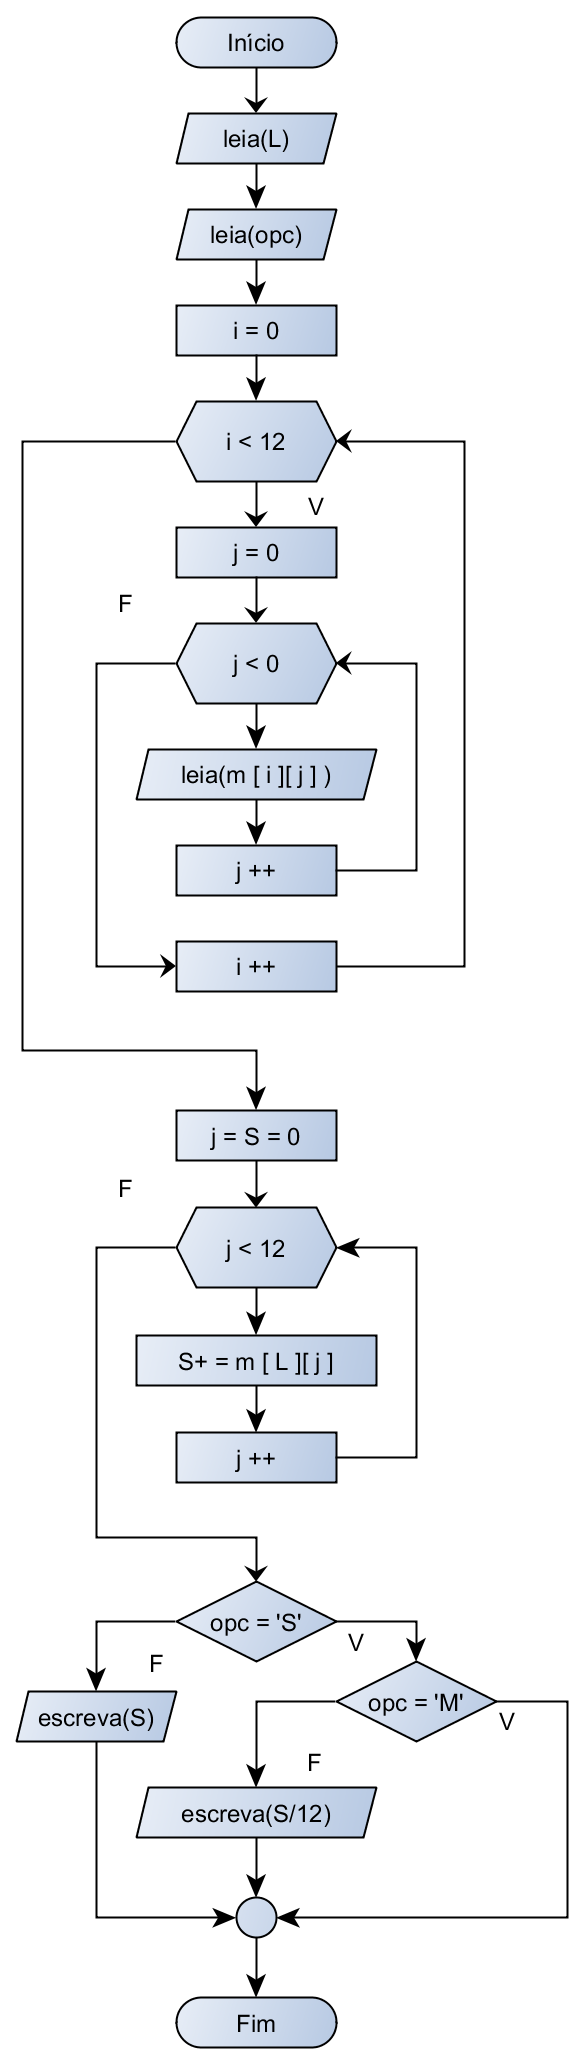 Início
leia(L)
leia(opc)
i = 0
i < 12
V
j = 0
F
j < 0
leia(m [ i ][ j ] )
j ++
i ++
j = S = 0
F
j < 12
S+ = m [ L ][ j ]
j ++
opc = 'S'
V
F
opc = 'M'
escreva(S)
V
F
escreva(S/12)
Fim